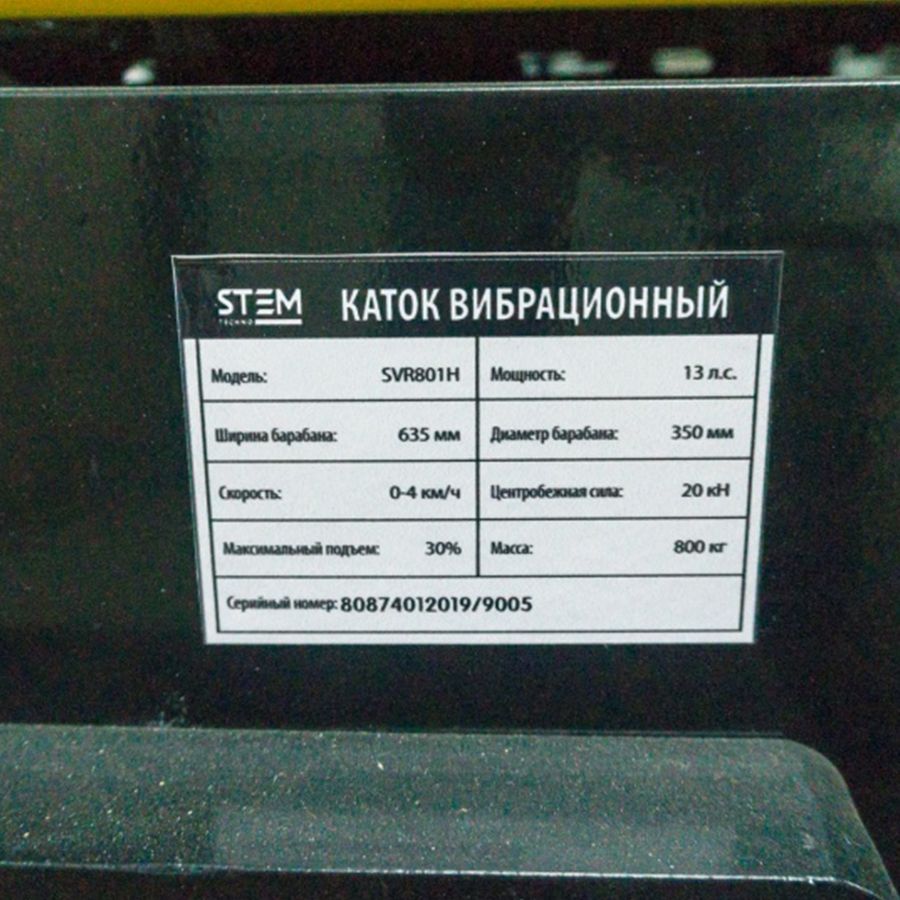 STEM TECHNO КАТОК ВИБРАЦИОННЫЙ
Модель: SVR801H Мощность: 13 л.с.
Ширина барабана: 635 мм Диаметр барабана: 350 мм
Скорость: 0-4 км/ч Центробежная сила: 20 кН
Максимальный подъем: 30% Масса: 800 кг
Серийный номер: 80874012019/9005